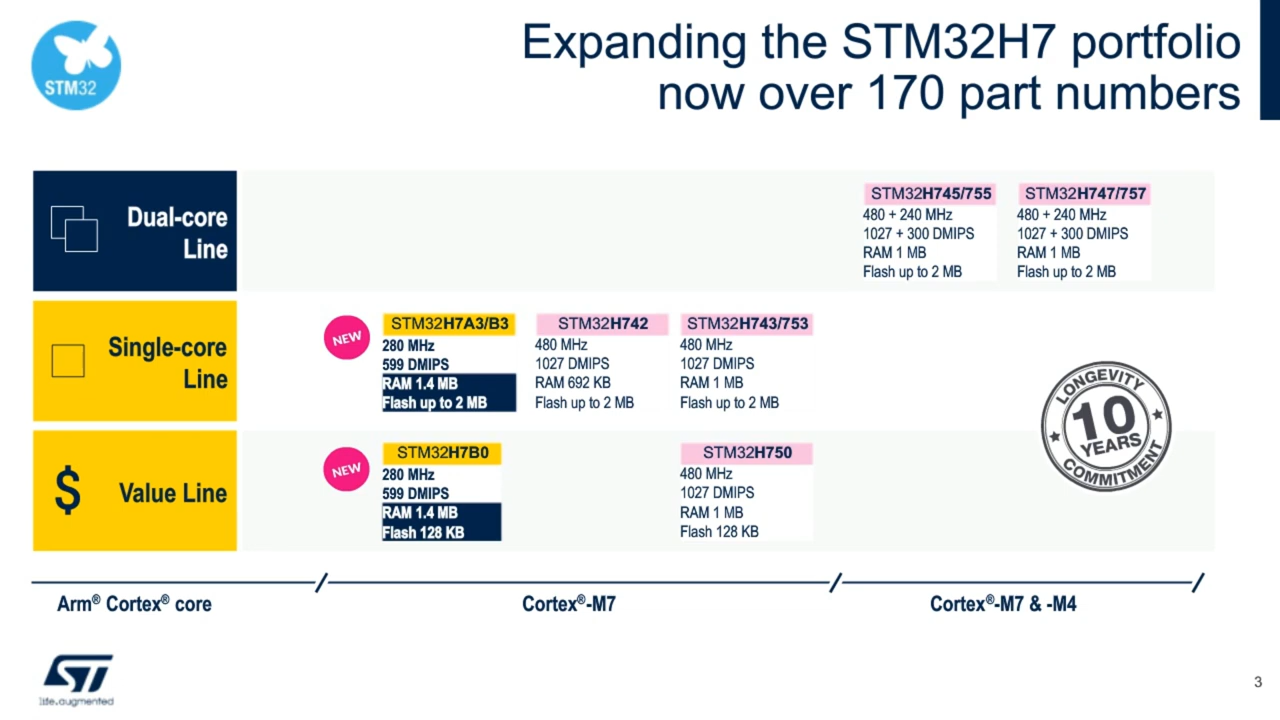 STM32
Expanding the STM32H7 portfolio
now over 170 part numbers
Dual-core
Line
STM32H745/755
480 + 240 MHz
1027 + 300 DMIPS
RAM 1 MB
Flash up to 2 MB
STM32H747/757
480 + 240 MHz
1027 + 300 DMIPS
RAM 1 MB
Flash up to 2 MB
Single-core
Line
NEW
STM32H7A3/B3
280 MHz
599 DMIPS
RAM 1.4 MB
Flash up to 2 MB
STM32H742
480 MHz
1027 DMIPS
RAM 692 KB
Flash up to 2 MB
STM32H743/753
480 MHz
1027 DMIPS
RAM 1 MB
Flash up to 2 MB
LONGEVITY
10
YEARS
COMMITMENT
$ Value Line
NEW
STM32H7B0
280 MHz
599 DMIPS
RAM 1.4 MB
Flash 128 KB
STM32H750
480 MHz
1027 DMIPS
RAM 1 MB
Flash 128 KB
Arm® Cortex® core
Cortex®-M7
Cortex®-M7 & -M4
ST
life.augmented
3